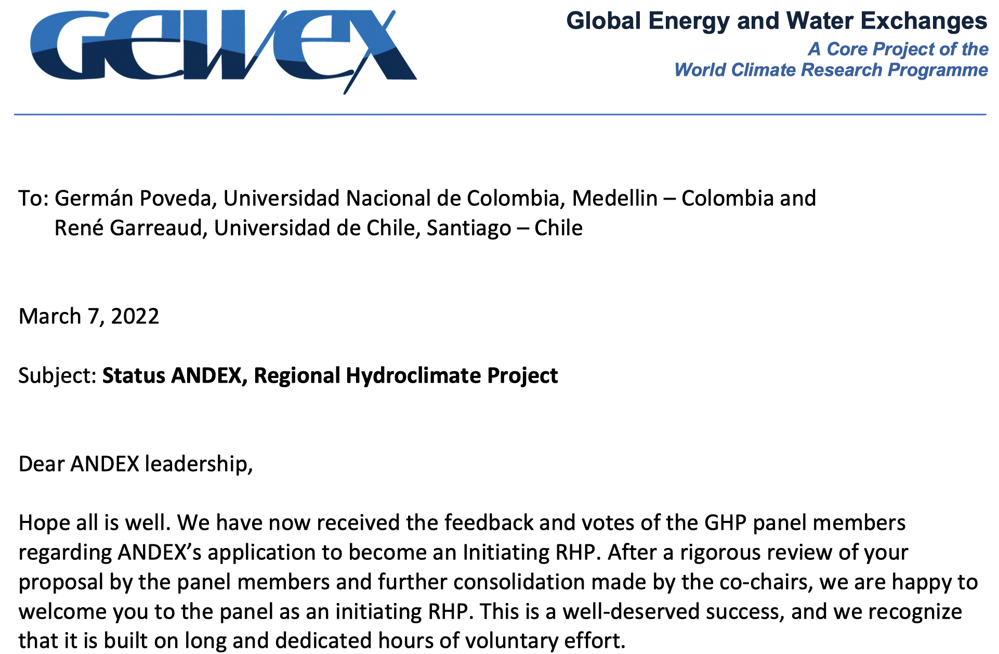 GEWEX
Global Energy and Water Exchanges
A Core Project of the
World Climate Research Programme
To: Germán Poveda, Universidad Nacional de Colombia, Medellin – Colombia and
René Garreaud, Universidad de Chile, Santiago – Chile
March 7, 2022
Subject: Status ANDEX, Regional Hydroclimate Project
Dear ANDEX leadership,
Hope all is well. We have now received the feedback and votes of the GHP panel members
regarding ANDEX’s application to become an Initiating RHP. After a rigorous review of your
proposal by the panel members and further consolidation made by the co-chairs, we are happy to
welcome you to the panel as an initiating RHP. This is a well-deserved success, and we recognize
that it is built on long and dedicated hours of voluntary effort.